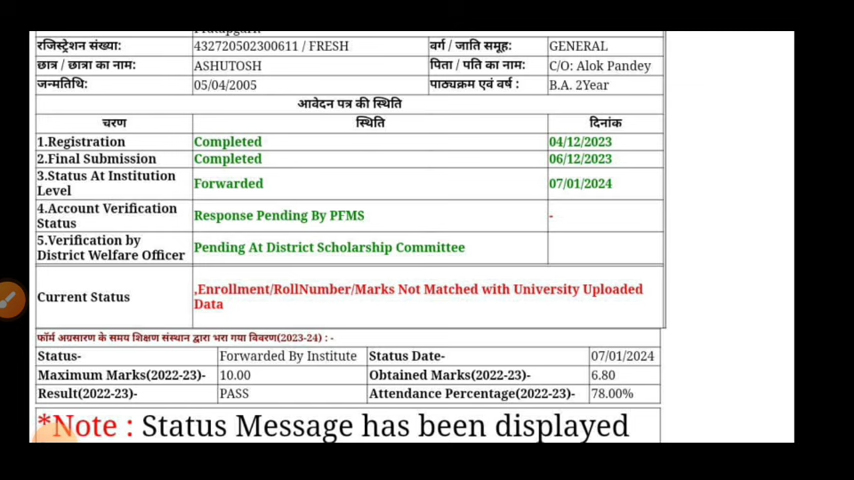 Pratapgarh
रजिस्ट्रेशन संख्या: 432720502300611 / FRESH वर्ग / जाति समूह: GENERAL
छात्र / छात्रा का नाम: ASHUTOSH पिता / पति का नाम: C/O: Alok Pandey
जन्मतिथि: 05/04/2005 पाठ्यक्रम एवं वर्ष : B.A. 2Year
आवेदन पत्र की स्थिति
चरण स्थिति दिनांक
1.Registration Completed 04/12/2023
2.Final Submission Completed 06/12/2023
3.Status At Institution
Level Forwarded 07/01/2024
4.Account Verification
Status Response Pending By PFMS -
5.Verification by
District Welfare Officer Pending At District Scholarship Committee
Current Status ,Enrollment/RollNumber/Marks Not Matched with University Uploaded
Data
फॉर्म अग्रसारण के समय शिक्षण संस्थान द्वारा भरा गया विवरण(2023-24) : -
Status- Forwarded By Institute Status Date- 07/01/2024
Maximum Marks(2022-23)- 10.00 Obtained Marks(2022-23)- 6.80
Result(2022-23)- PASS Attendance Percentage(2022-23)- 78.00%
*Note : Status Message has been displayed